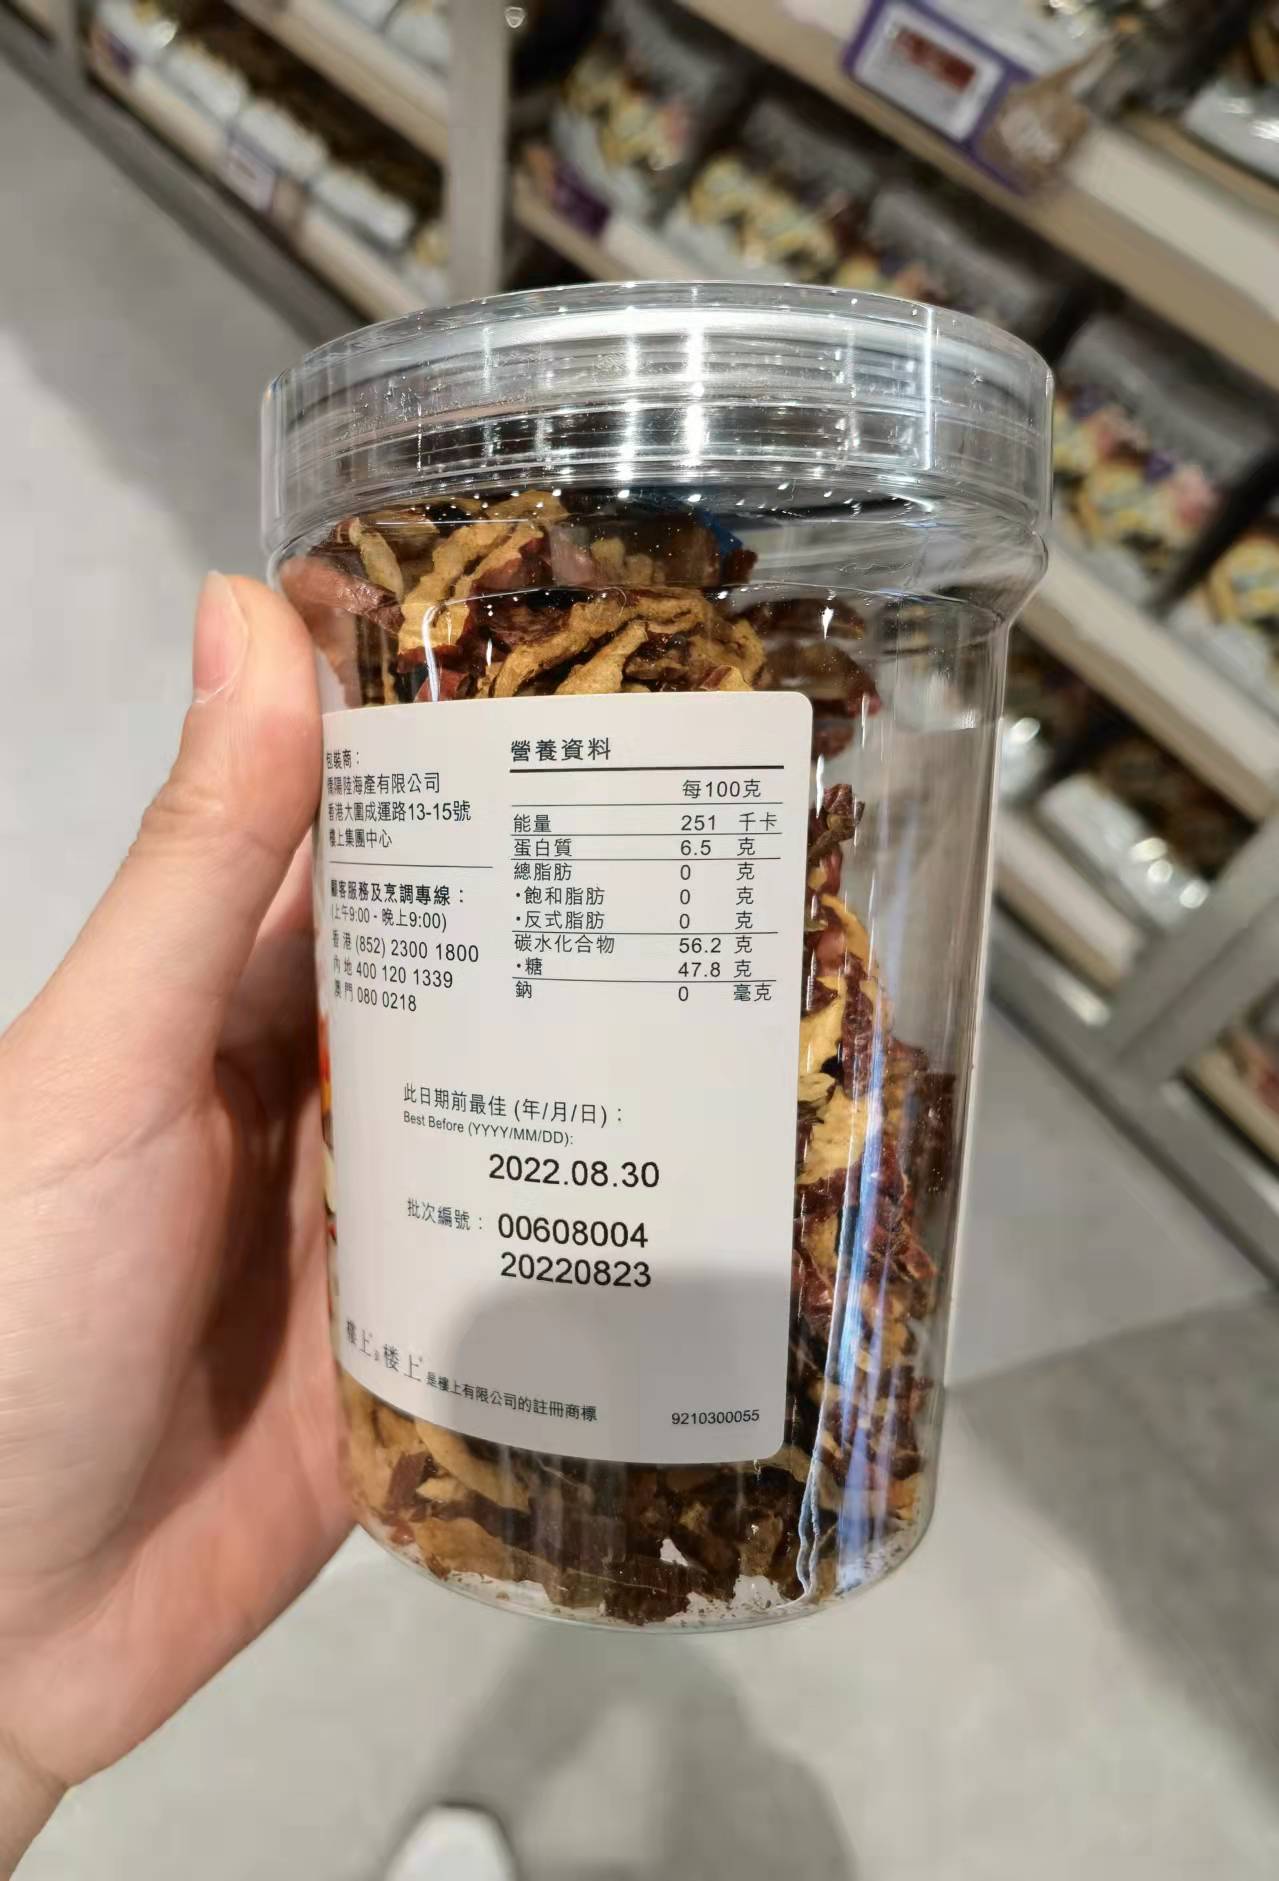 包裝商：
僑陽陸海產有限公司
香港大圍成運路13-15號
樓上集團中心
顧客服務及烹調專線：
(上午9:00 - 晚上9:00)
香 港 (852) 2300 1800
內 地 400 120 1339
澳 門 080 0218
營養資料
每100克
能量 251 千卡
蛋白質 6.5 克
總脂肪 0 克
·飽和脂肪 0 克
·反式脂肪 0 克
碳水化合物 56.2 克
·糖 47.8 克
鈉 0 毫克
此日期前最佳 (年/月/日)：
Best Before (YYYY/MM/DD):
2022.08.30
批次編號： 00608004
20220823
樓上 & 楼上 是樓上有限公司的註冊商標
9210300055